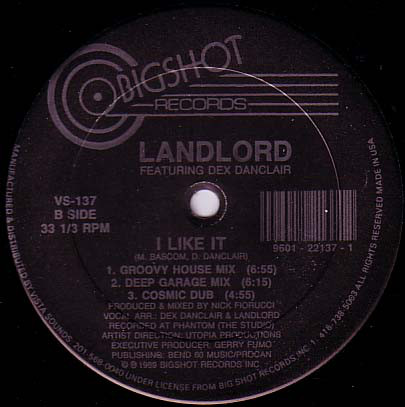 BIGSHOT
RECORDS
LANDLORD
FEATURING DEX DANCLAIR
VS-137
B SIDE
33 1/3 RPM
I LIKE IT
(M. BASCOM, D. DANCLAIR)
1. GROOVY HOUSE MIX (6:55)
2. DEEP GARAGE MIX (6:15)
3. COSMIC DUB (4:55)
9601 - 22137 - 1
PRODUCED & MIXED BY NICK FIORUCCI
VOCAL ARR.: DEX DANCLAIR & LANDLORD
RECORDED AT PHANTOM (THE STUDIO)
ARTIST DIRECTION: UTOPIA PRODUCTIONS
EXECUTIVE PRODUCER: GERRY FUMO
PUBLISHING: BEND 60 MUSIC/PROCAN
© ℗ 1989 BIGSHOT RECORDS INC.
MANUFACTURED & DISTRIBUTED BY VISTA SOUNDS. 201-568-0040 UNDER LICENSE FROM BIG SHOT RECORDS INC 1-416-738-5093 ALL RIGHTS RESERVED MADE IN USA